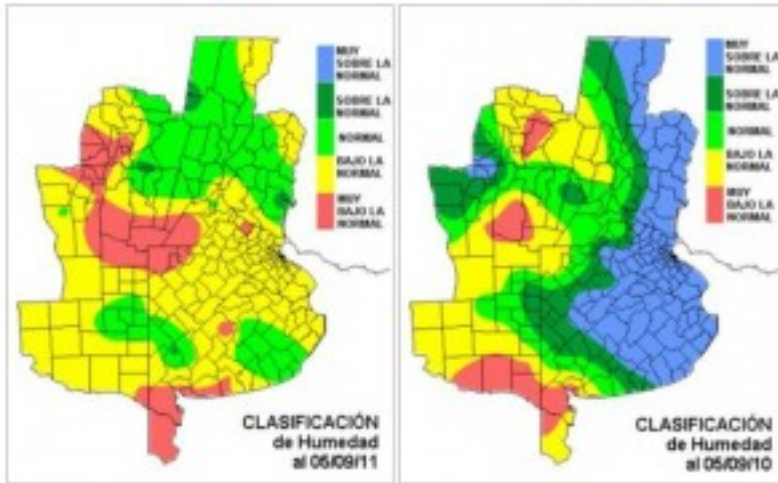 MUY
SOBRE LA
NORMAL
SOBRE LA
NORMAL
NORMAL
BAJO LA
NORMAL
MUY
BAJO LA
NORMAL
CLASIFICACIÓN
de Humedad
al 05/09/11
MUY
SOBRE LA
NORMAL
SOBRE LA
NORMAL
NORMAL
BAJO LA
NORMAL
MUY
BAJO LA
NORMAL
CLASIFICACIÓN
de Humedad
al 05/09/10